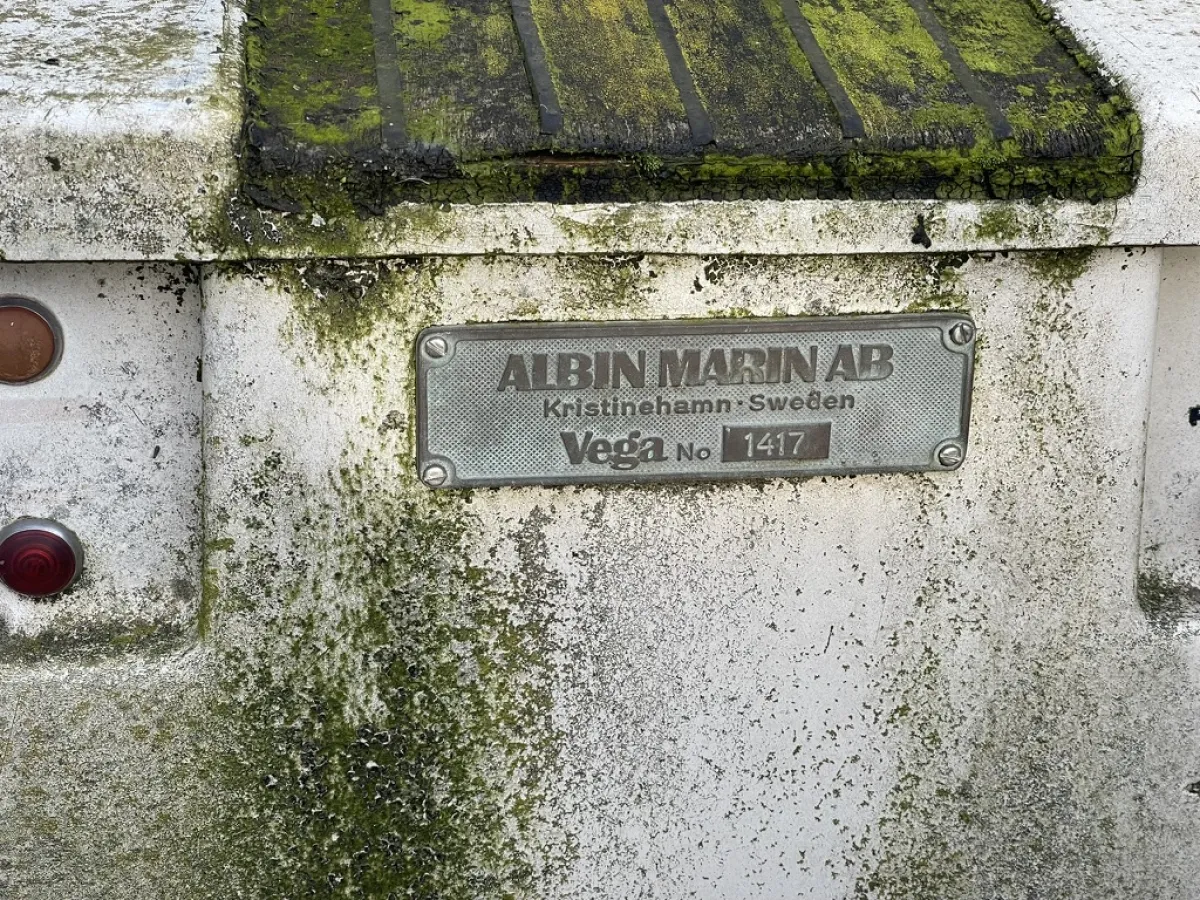 ALBIN MARIN AB
Kristinehamn · Sweden
Vega No 1417